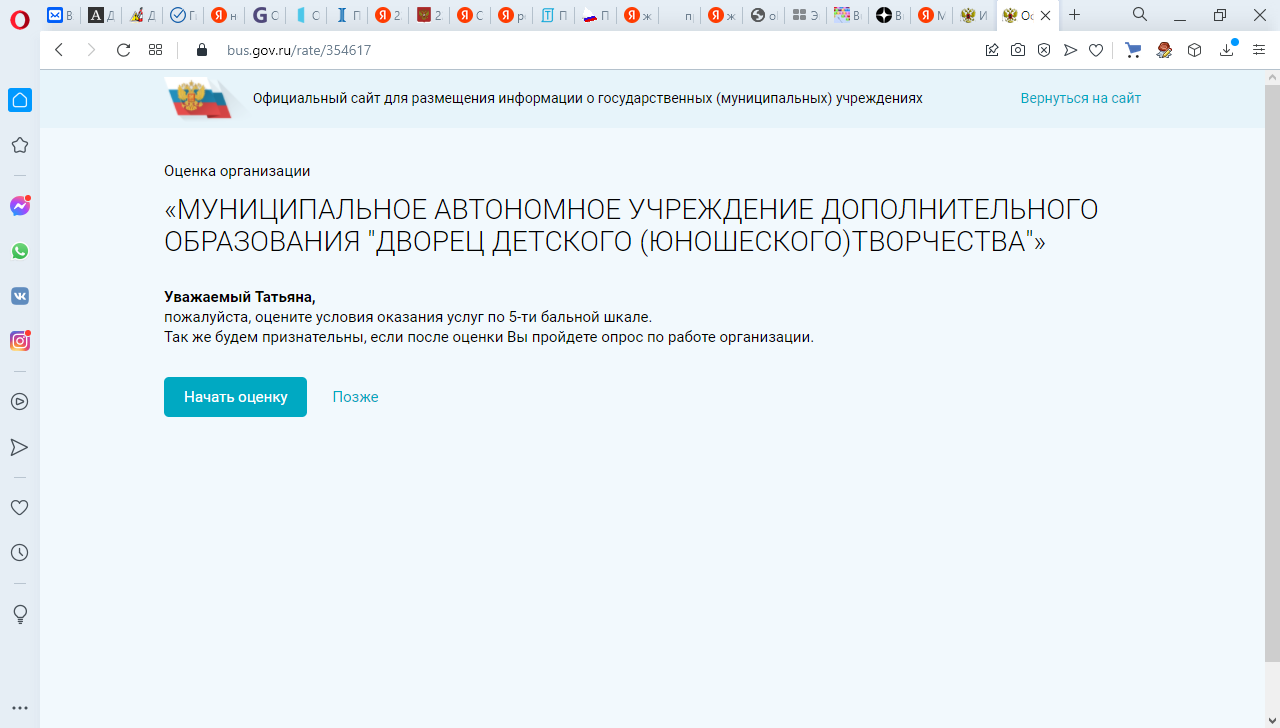 bus.gov.ru/rate/354617
Официальный сайт для размещения информации о государственных (муниципальных) учреждениях
Вернуться на сайт
Оценка организации
«МУНИЦИПАЛЬНОЕ АВТОНОМНОЕ УЧРЕЖДЕНИЕ ДОПОЛНИТЕЛЬНОГО
ОБРАЗОВАНИЯ "ДВОРЕЦ ДЕТСКОГО (ЮНОШЕСКОГО)ТВОРЧЕСТВА"»
Уважаемый Татьяна,
пожалуйста, оцените условия оказания услуг по 5-ти бальной шкале.
Так же будем признательны, если после оценки Вы пройдете опрос по работе организации.
Начать оценку
Позже